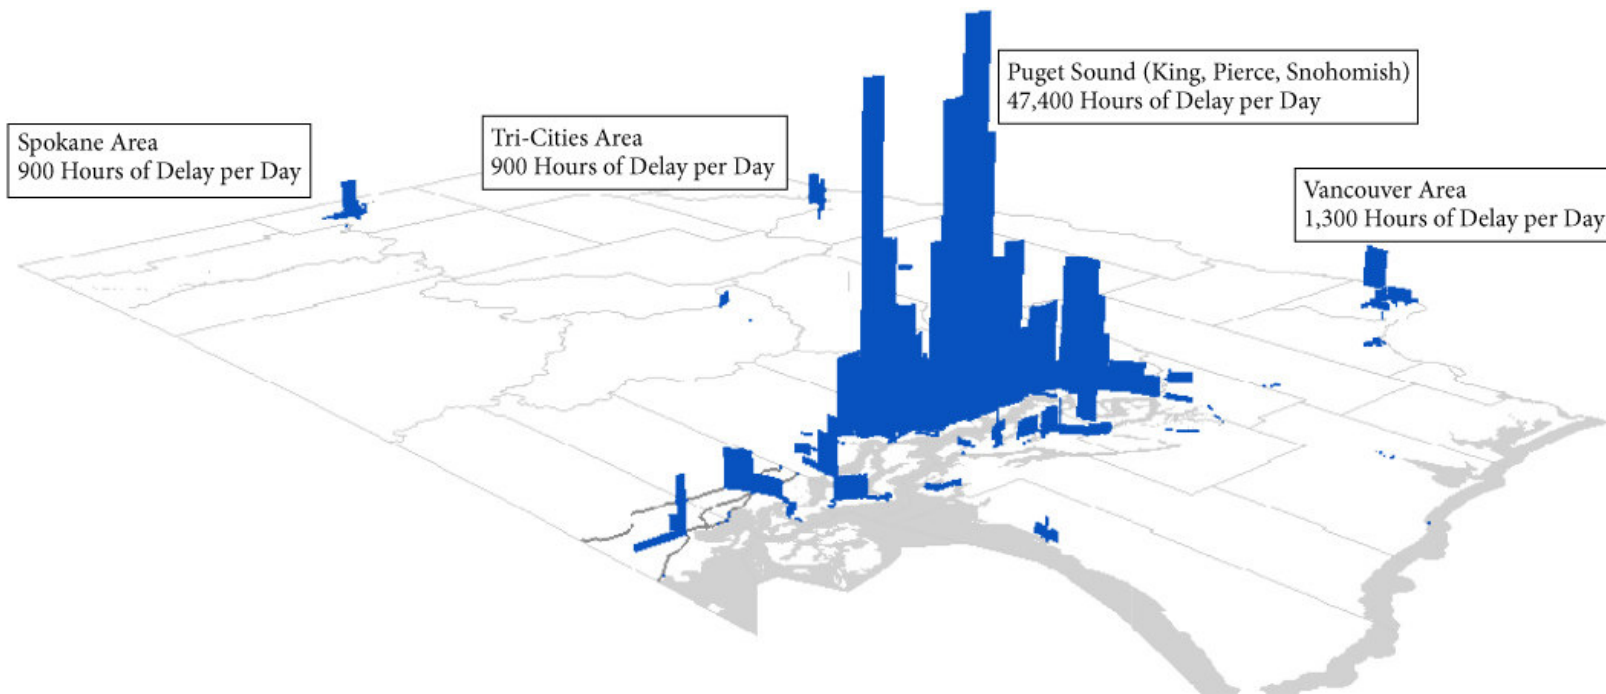 Spokane Area
900 Hours of Delay per Day
Tri-Cities Area
900 Hours of Delay per Day
Puget Sound (King, Pierce, Snohomish)
47,400 Hours of Delay per Day
Vancouver Area
1,300 Hours of Delay per Day